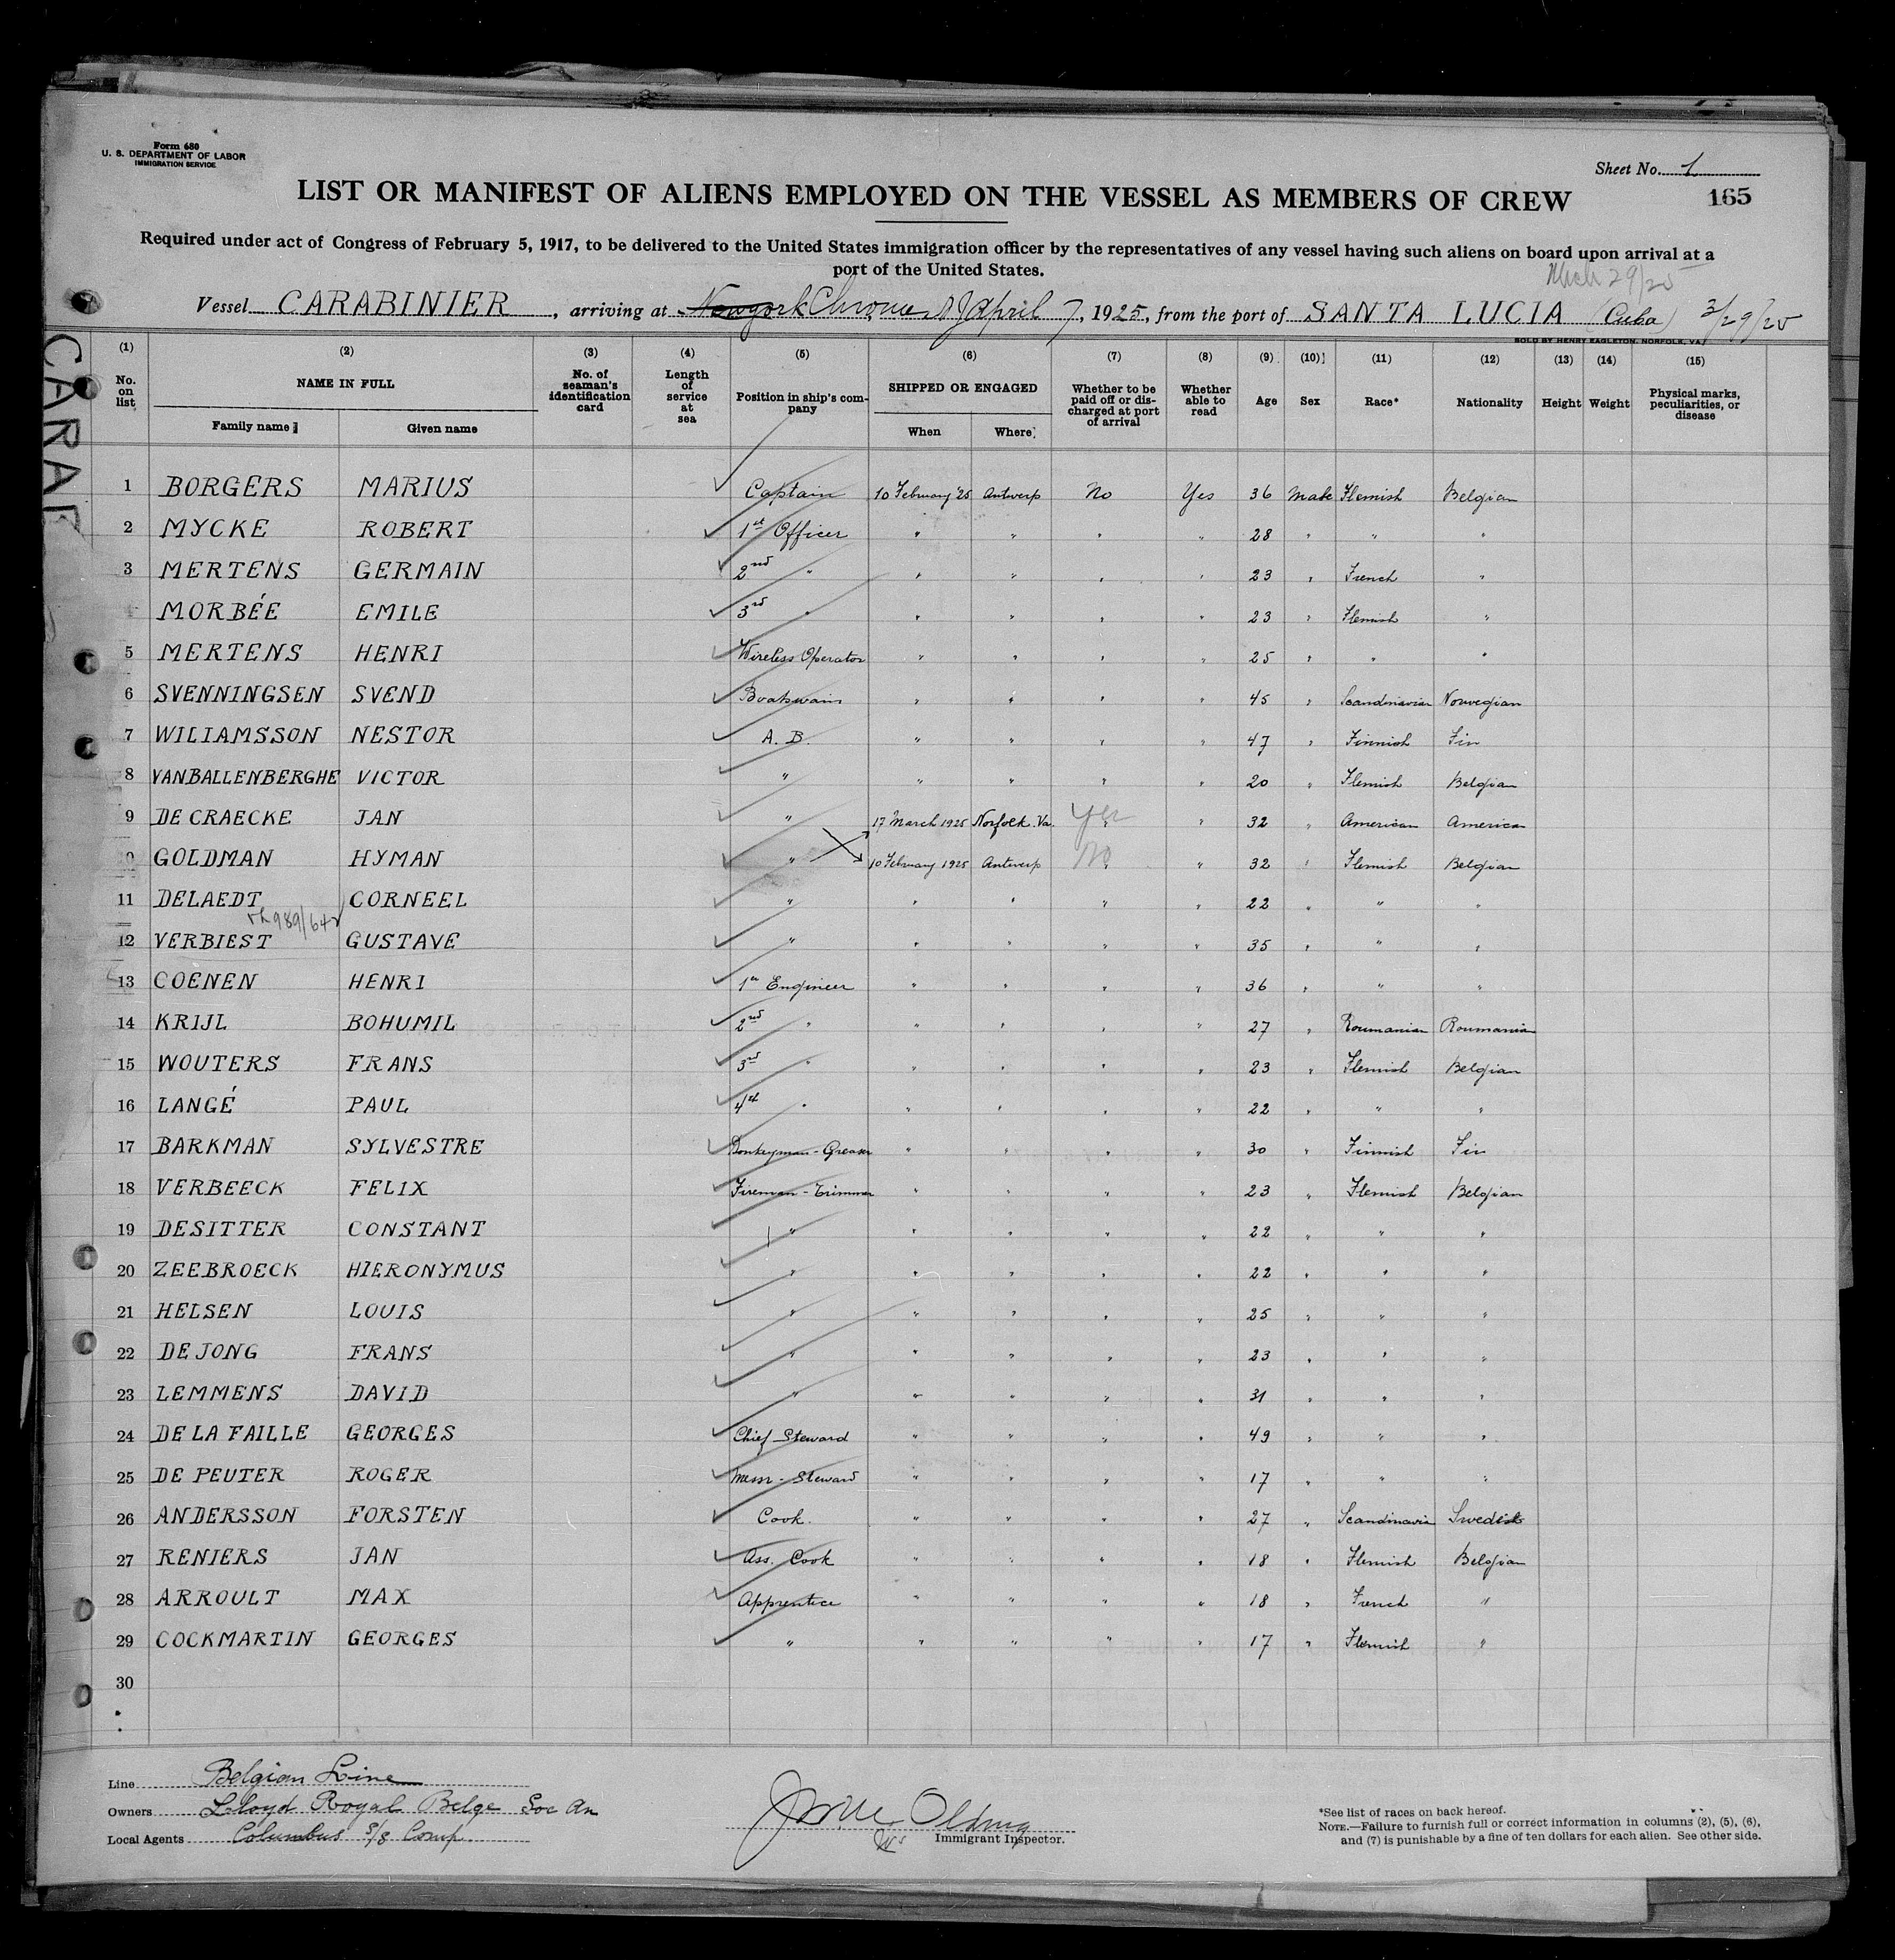 Form 680
U. S. DEPARTMENT OF LABOR
IMMIGRATION SERVICE
Sheet No. 1
165
LIST OR MANIFEST OF ALIENS EMPLOYED ON THE VESSEL AS MEMBERS OF CREW
Required under act of Congress of February 5, 1917, to be delivered to the United States immigration officer by the representatives of any vessel having such aliens on board upon arrival at a
port of the United States.
29/25
Vessel CARABINIER, arriving at Newyork Chrome NJ April 7, 1925, from the port of SANTA LUCIA (Cuba) 3/29/25
SOLD BY HENRY EAGLETON, NORFOLK, VA.
CARAB
(1) (2) (3) (4) (5) (6) (7) (8) (9) (10) (11) (12) (13) (14) (15)
No. on list NAME IN FULL Family name Given name No. of seaman's identification card Length of service at sea Position in ship's company SHIPPED OR ENGAGED When Where Whether to be paid off or discharged at port of arrival Whether able to read Age Sex Race* Nationality Height Weight Physical marks, peculiarities, or disease
1 BORGERS MARIUS Captain 10 February '25 Antwerp No Yes 36 Male Flemish Belgian
2 MYCKE ROBERT 1st Officer " " " " 28 " " "
3 MERTENS GERMAIN 2nd " " " " " 23 " French "
MORBÉE EMILE 3rd " " " " " 23 " Flemish "
5 MERTENS HENRI Wireless Operator " " " " 25 " " "
6 SVENNINGSEN SVEND Boatswain " " " " 45 " Scandinavian Norwegian
7 WILIAMSSON NESTOR A. B. " " " " 47 " Finnish Fin
8 VANBALLENBERGHE VICTOR " " " " " 20 " Flemish Belgian
9 DE CRAECKE JAN " 17 March 1925 Norfolk. Va. Yes " 32 " American American
10 GOLDMAN HYMAN " 10 February 1925 Antwerp No " 32 " Flemish Belgian
11 DELAEDT CORNEEL " " " " " 22 " " "
989/642
12 VERBIEST GUSTAVE " " " " " 35 " " "
13 COENEN HENRI 1st Engineer " " " " 36 " " "
14 KRIJL BOHUMIL 2nd " " " " " 27 " Roumanian Roumanian
15 WOUTERS FRANS 3rd " " " " " 23 " Flemish Belgian
16 LANGÉ PAUL 4th " " " " " 22 " " "
17 BARKMAN SYLVESTRE Donkeyman-Greaser " " " " 30 " Finnish Fin
18 VERBEECK FELIX Fireman-Trimmer " " " " 23 " Flemish Belgian
19 DESITTER CONSTANT " " " " " 22 " " "
20 ZEEBROECK HIERONYMUS " " " " " 22 " " "
21 HELSEN LOUIS " " " " " 25 " " "
22 DE JONG FRANS " " " " " 23 " " "
23 LEMMENS DAVID " " " " " 31 " " "
24 DE LA FAILLE GEORGES Chief Steward " " " " 49 " " "
25 DE PEUTER ROGER Mess-Steward " " " " 17 " " "
26 ANDERSSON FORSTEN Cook. " " " " 27 " Scandinavia Swedish
27 RENIERS JAN Ass. Cook " " " " 18 " Flemish Belgian
28 ARROULT MAX Apprentice " " " " 18 " French "
29 COCKMARTIN GEORGES " " " " " 17 " Flemish "
30
Line Belgian Line
Owners Lloyd Royal Belge Soc An
Local Agents Columbus S/S Comp.
Immigrant Inspector.
*See list of races on back hereof.
NOTE.—Failure to furnish full or correct information in columns (2), (5), (6),
and (7) is punishable by a fine of ten dollars for each alien. See other side.